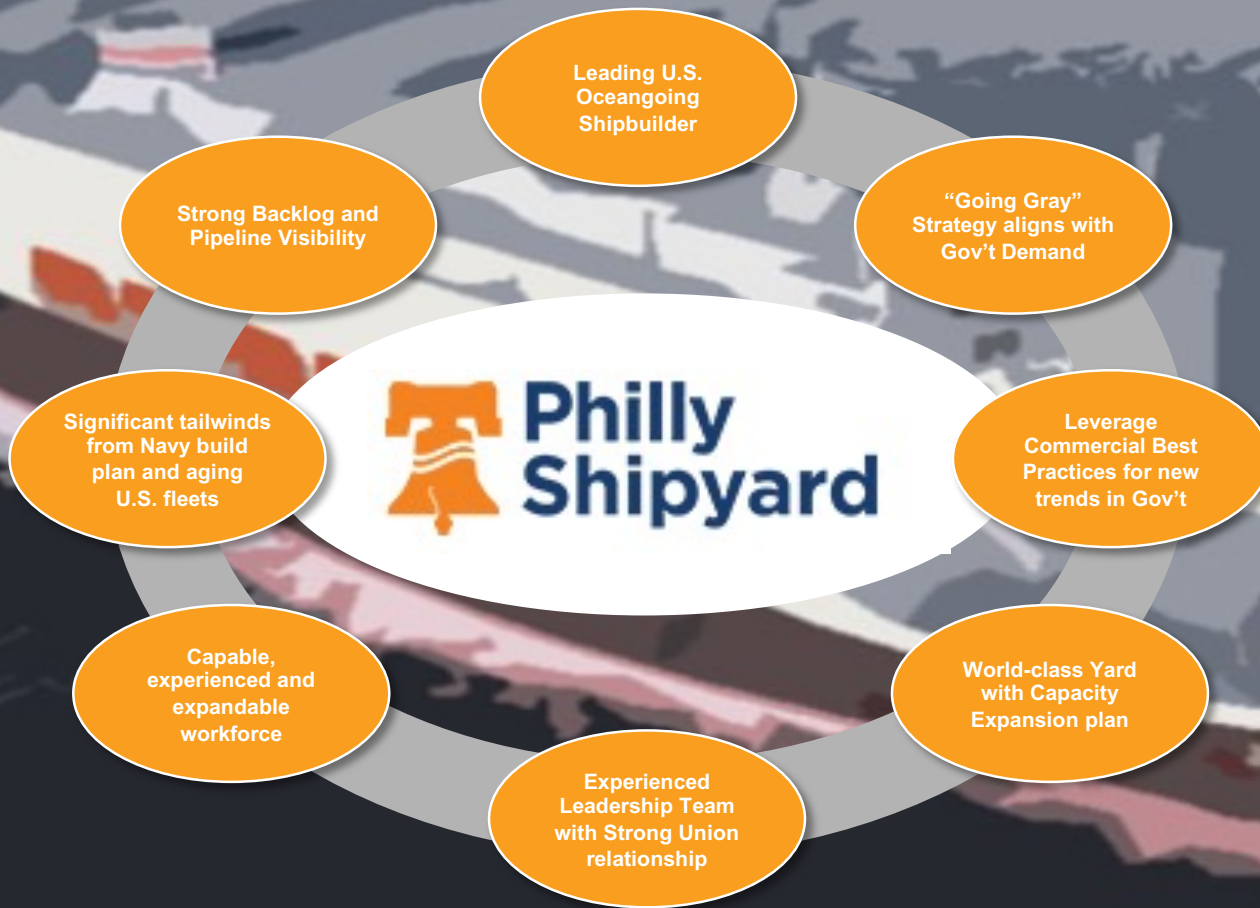 Leading U.S.
Oceangoing
Shipbuilder
“Going Gray”
Strategy aligns with
Gov’t Demand
Leverage
Commercial Best
Practices for new
trends in Gov’t
World-class Yard
with Capacity
Expansion plan
Experienced
Leadership Team
with Strong Union
relationship
Capable,
experienced and
expandable
workforce
Significant tailwinds
from Navy build
plan and aging
U.S. fleets
Strong Backlog and
Pipeline Visibility
Philly
Shipyard